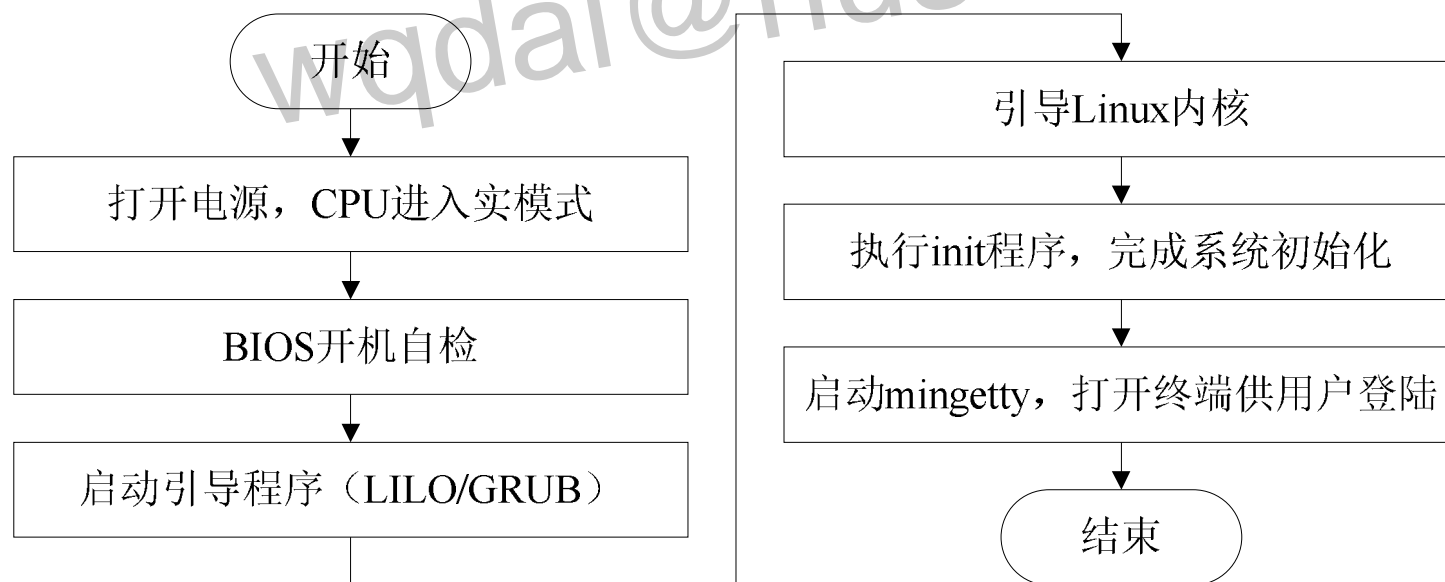 开始
打开电源，CPU进入实模式
BIOS开机自检
启动引导程序（LILO/GRUB）
引导Linux内核
执行init程序，完成系统初始化
启动mingetty，打开终端供用户登陆
结束